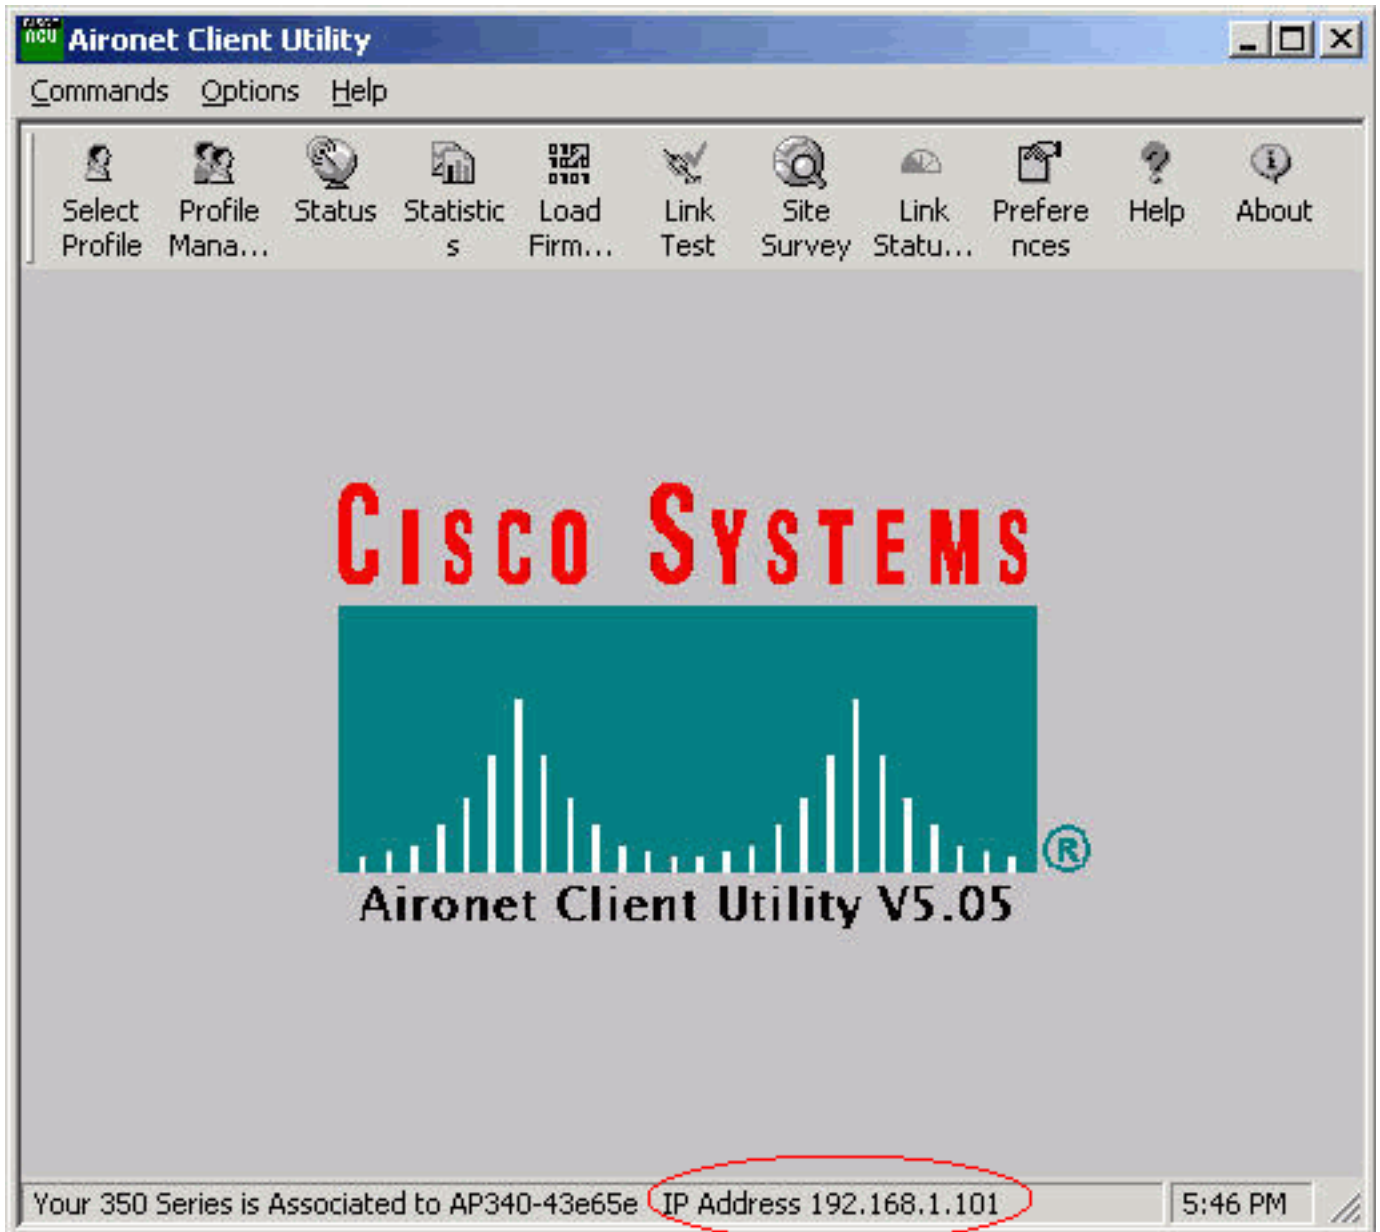 Aironet Client Utility
Commands Options Help
Select Profile
Profile Mana...
Status
Statistic s
Load Firm...
Link Test
Site Survey
Link Statu...
Prefere nces
Help
About
CISCO SYSTEMS
®
Aironet Client Utility V5.05
Your 350 Series is Associated to AP340-43e65e IP Address 192.168.1.101 5:46 PM